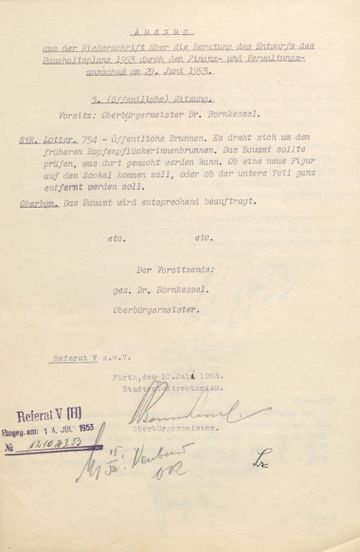 Auszug
aus der Niederschrift über die Beratung des Entwurfs des
Haushaltsplans 1953 durch den Finanz- und Verwaltungs-
ausschuß am 29. Juni 1953.
3. (öffentliche) Sitzung.
Vorsitz: Oberbürgermeister Dr. Bornkessel.
StR. Lotter. 754 - Öffentliche Brunnen. Es dreht sich um den
früheren Hopfenpflückerinnenbrunnen. Das Bauamt sollte
prüfen, was dort gemacht werden kann. Ob eine neue Figur
auf den Sockel kommen soll, oder ob der untere Teil ganz
entfernt werden soll.
Oberbgm. Das Bauamt wird entsprechend beauftragt.
etc. etc.
Der Vorsitzende:
gez. Dr. Bornkessel.
Oberbürgermeister.
Referat V z.w.V.
Fürth, den 10. Juli 1953.
Stadtratsdirektorium.
Oberbürgermeister.
Referat V (H)
Eingeg. am: 14. JUL 1953
№